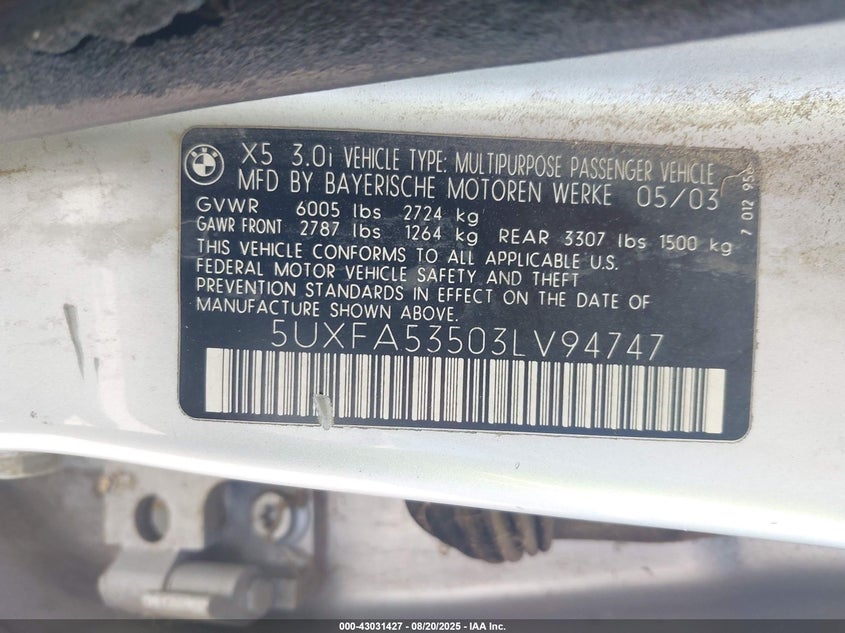 BMW
X5 3.0i VEHICLE TYPE: MULTIPURPOSE PASSENGER VEHICLE
MFD BY BAYERISCHE MOTOREN WERKE 05/03
GVWR 6005 lbs 2724 kg
GAWR FRONT 2787 lbs 1264 kg REAR 3307 lbs 1500 kg
THIS VEHICLE CONFORMS TO ALL APPLICABLE U.S.
FEDERAL MOTOR VEHICLE SAFETY AND THEFT
PREVENTION STANDARDS IN EFFECT ON THE DATE OF
MANUFACTURE SHOWN ABOVE.
5UXFA53503LV94747
7 012 956
000-43031427 - 08/20/2025 - IAA Inc.